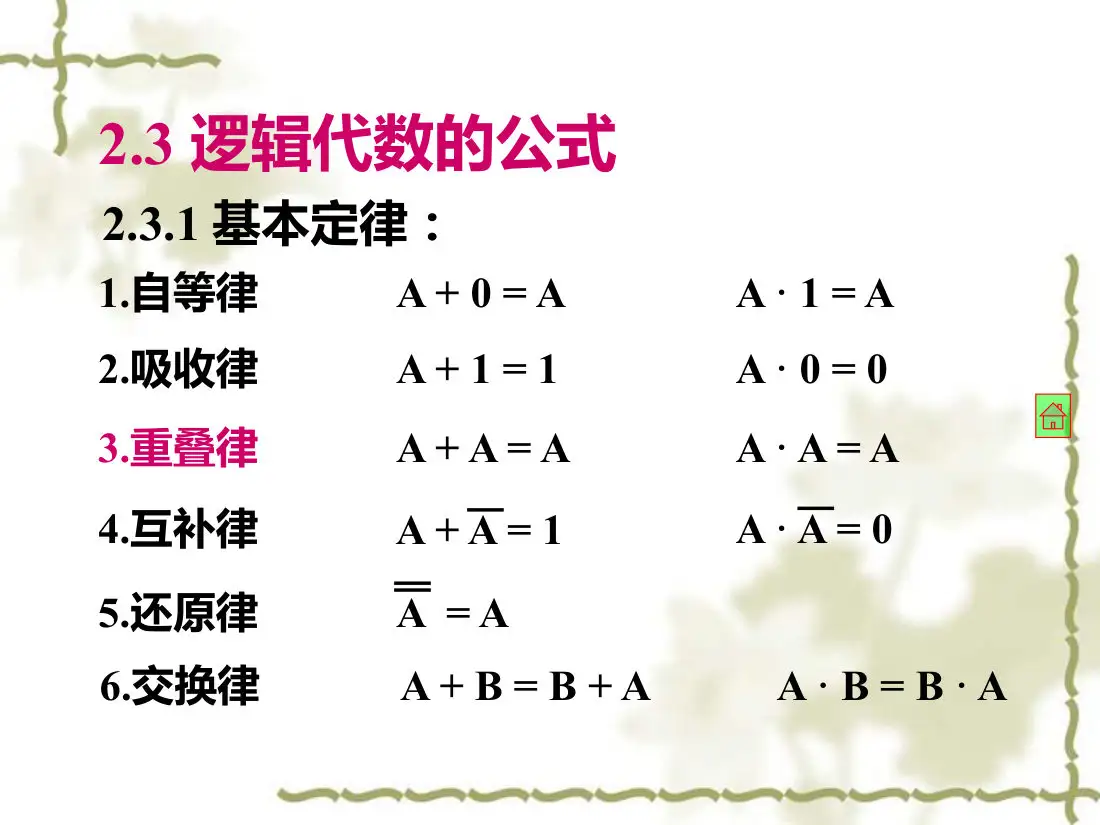 2.3 逻辑代数的公式
2.3.1 基本定律：
1.自等律 A + 0 = A A · 1 = A
2.吸收律 A + 1 = 1 A · 0 = 0
3.重叠律 A + A = A A · A = A
4.互补律 A + A̅ = 1 A · A̅ = 0
5.还原律 A̿ = A
6.交换律 A + B = B + A A · B = B · A